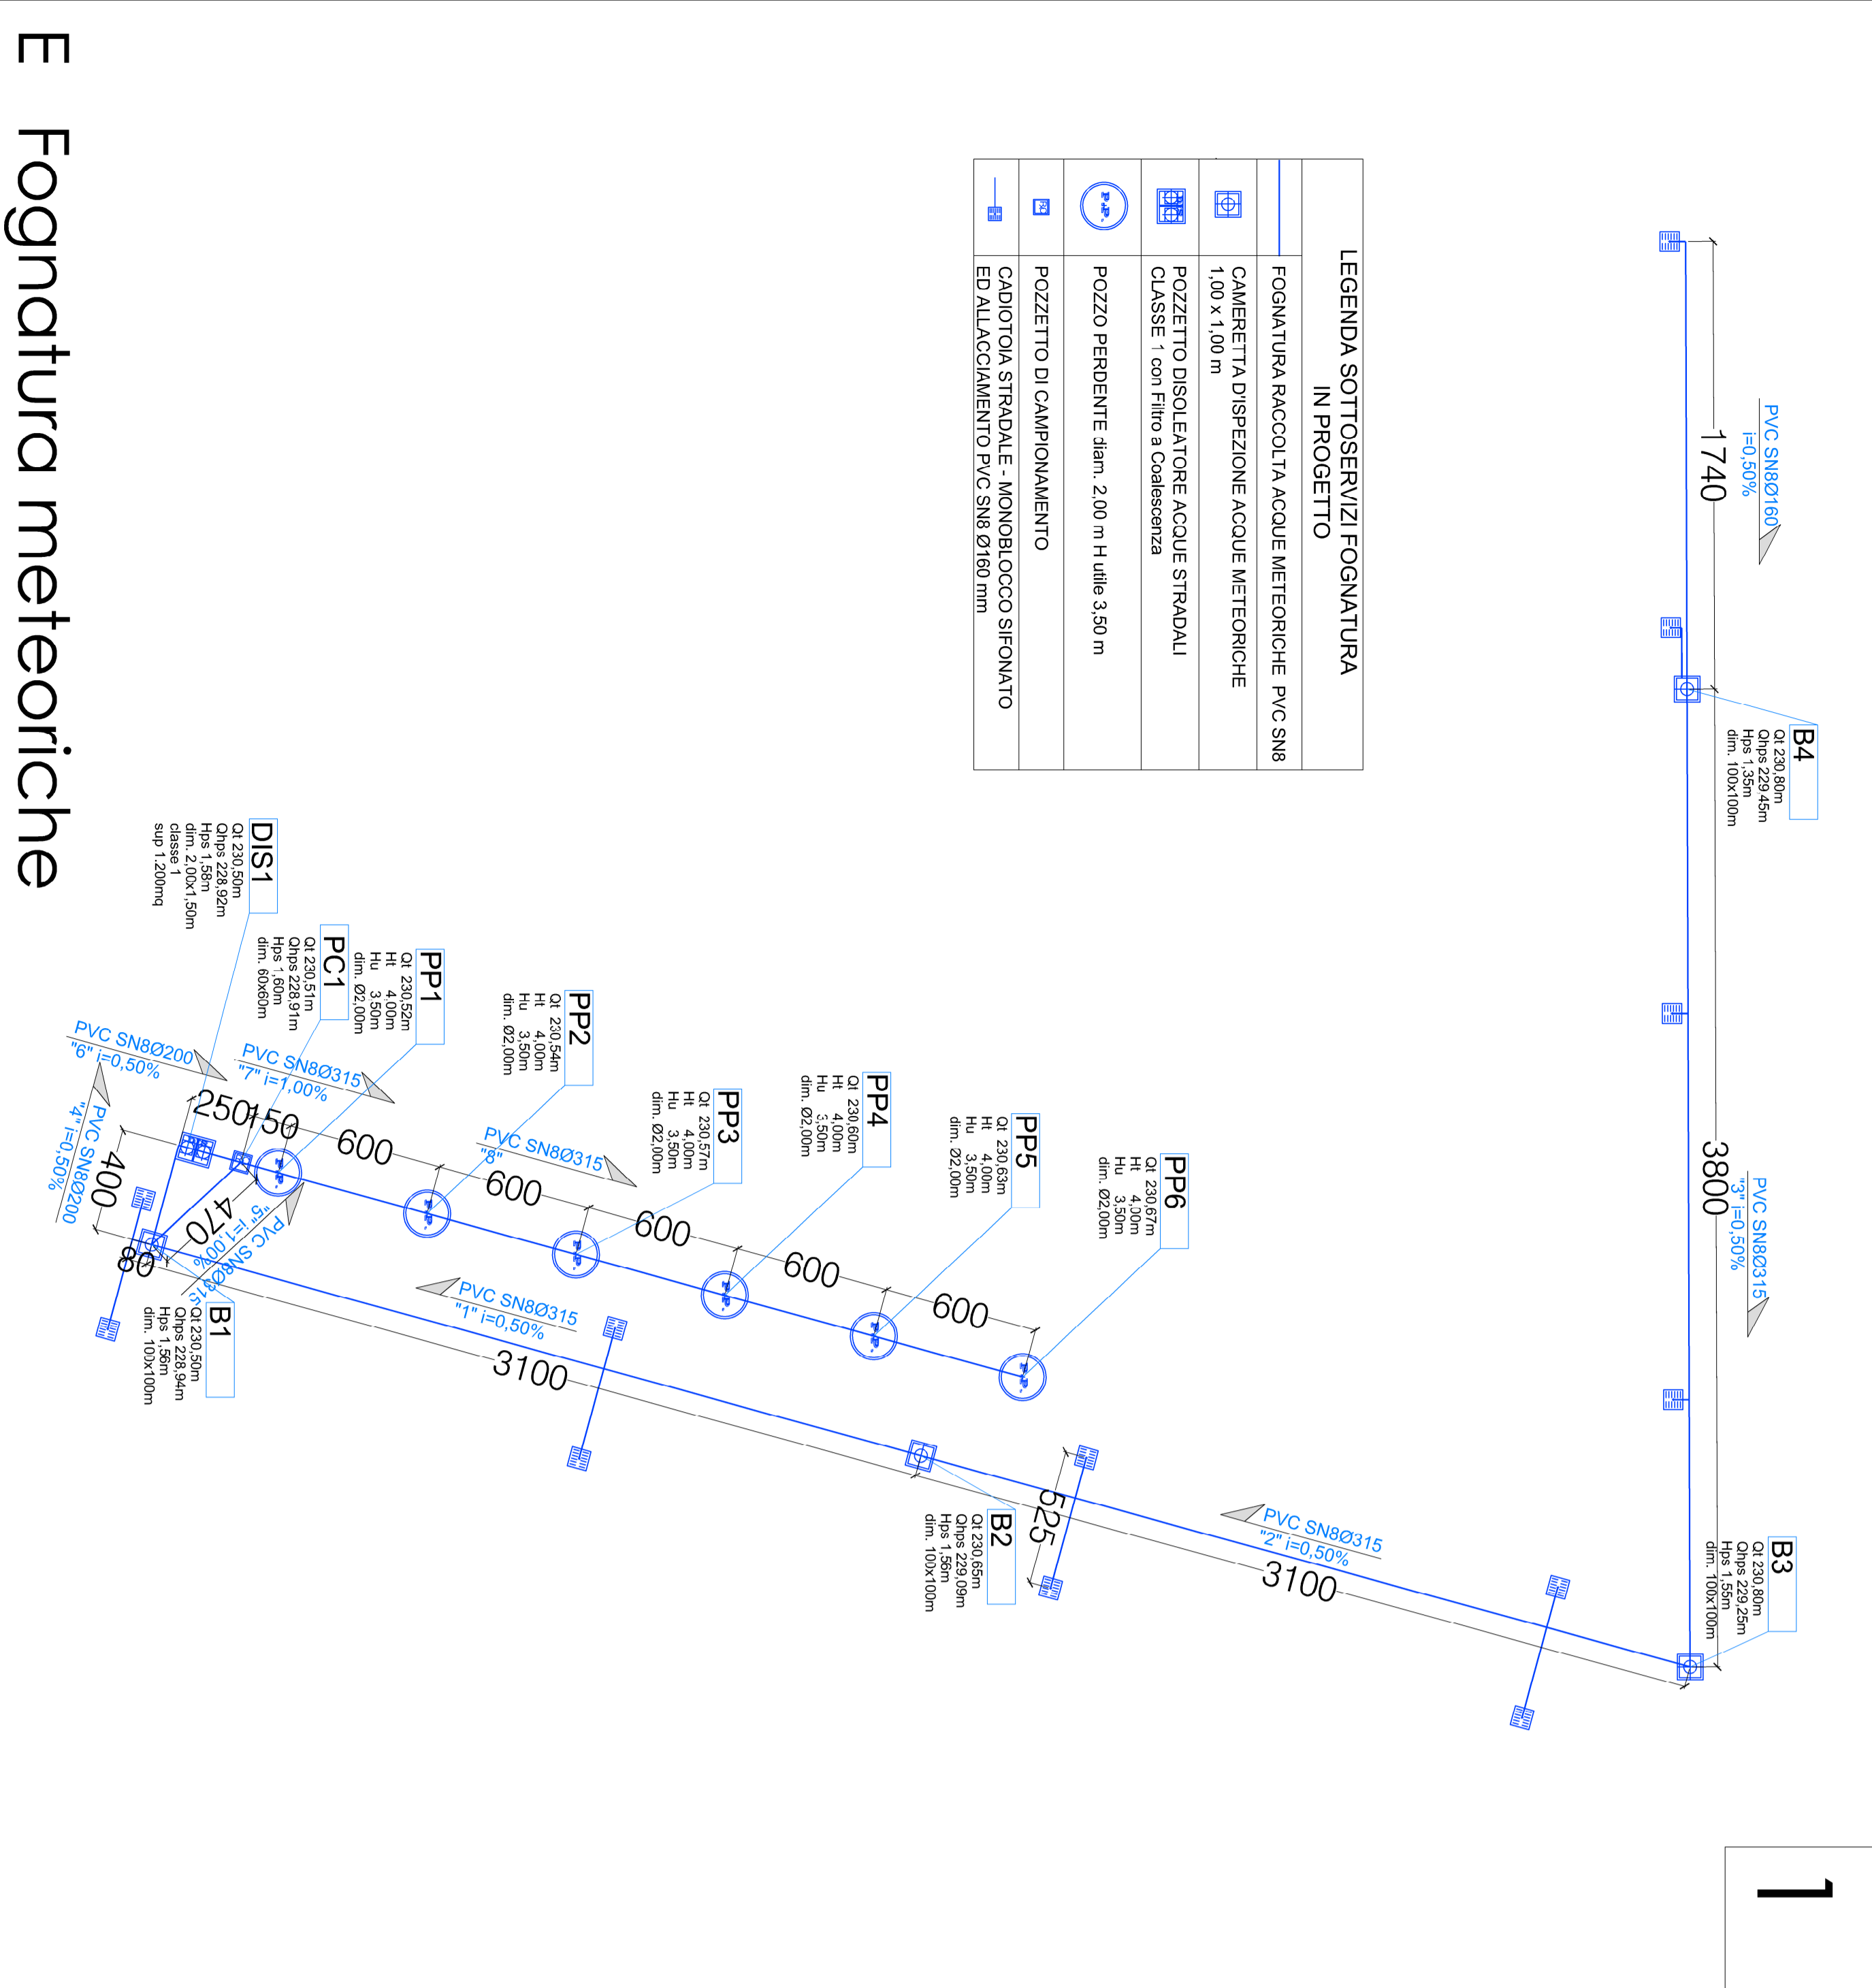 E   Fognatura meteoriche
1
LEGENDA SOTTOSERVIZI FOGNATURA
IN PROGETTO
FOGNATURA RACCOLTA ACQUE METEORICHE  PVC SN8
CAMERETTA D'ISPEZIONE ACQUE METEORICHE
1,00 x 1,00 m
POZZETTO DISOLEATORE ACQUE STRADALI
CLASSE 1 con Filtro a Coalescenza
P.P.
POZZO PERDENTE diam. 2,00 m H utile 3,50 m
POZZETTO DI CAMPIONAMENTO
CADIOTOIA STRADALE - MONOBLOCCO SIFONATO
ED ALLACCIAMENTO PVC SN8 Ø160 mm
PVC SN8Ø160
i=0,50%
1740
B4
Qt 230,80m
Qhps 229,45m
Hps 1,35m
dim. 100x100m
PVC SN8Ø315
"3" i=0,50%
3800
B3
Qt 230,80m
Qhps 229,25m
Hps 1,55m
dim. 100x100m
PVC SN8Ø315
"2" i=0,50%
3100
525
B2
Qt 230,65m
Qhps 229,09m
Hps 1,56m
dim. 100x100m
PVC SN8Ø315
"1" i=0,50%
3100
B1
Qt 230,50m
Qhps 228,94m
Hps 1,56m
dim. 100x100m
DIS1
Qt 230,50m
Qhps 228,92m
Hps 1,58m
dim. 2,00x1,50m
classe 1
sup 1.200mq
PC1
Qt 230,51m
Qhps 228,91m
Hps 1,60m
dim. 60x60m
PP1
Qt  230,52m
Ht    4,00m
Hu    3,50m
dim. Ø2,00m
PP2
Qt  230,54m
Ht    4,00m
Hu    3,50m
dim. Ø2,00m
PP3
Qt  230,57m
Ht    4,00m
Hu    3,50m
dim. Ø2,00m
PP4
Qt  230,60m
Ht    4,00m
Hu    3,50m
dim. Ø2,00m
PP5
Qt  230,63m
Ht    4,00m
Hu    3,50m
dim. Ø2,00m
PP6
Qt  230,67m
Ht    4,00m
Hu    3,50m
dim. Ø2,00m
PVC SN8Ø200
"6" i=0,50%
PVC SN8Ø315
"7" i=1,00%
PVC SN8Ø315
"8"
PVC SN8Ø200
"4" i=0,50%
PVC SN8Ø315
"5" i=1,00%
250
150
600
600
600
600
600
400
470
80
P.P.
P.P.
P.P.
P.P.
P.P.
P.P.